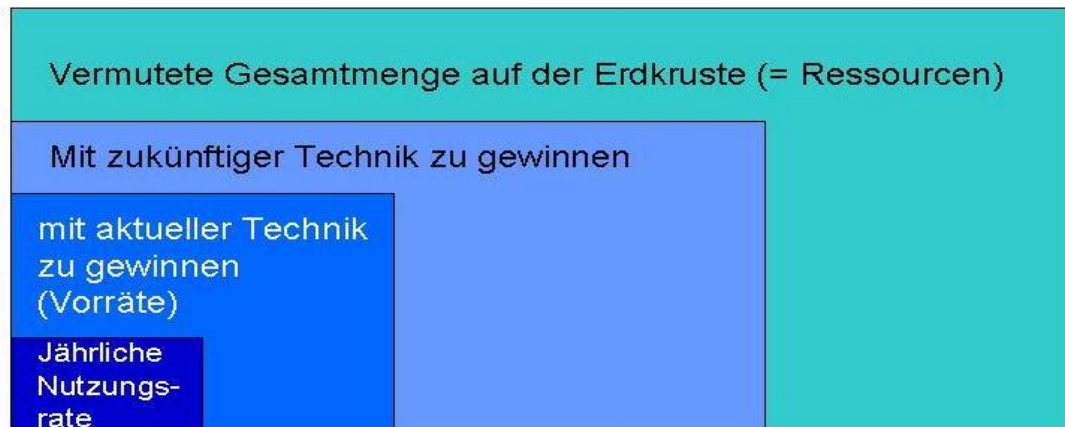 Vermutete Gesamtmenge auf der Erdkruste (= Ressourcen)
Mit zukünftiger Technik zu gewinnen
mit aktueller Technik
zu gewinnen
(Vorräte)
Jährliche
Nutzungs-
rate